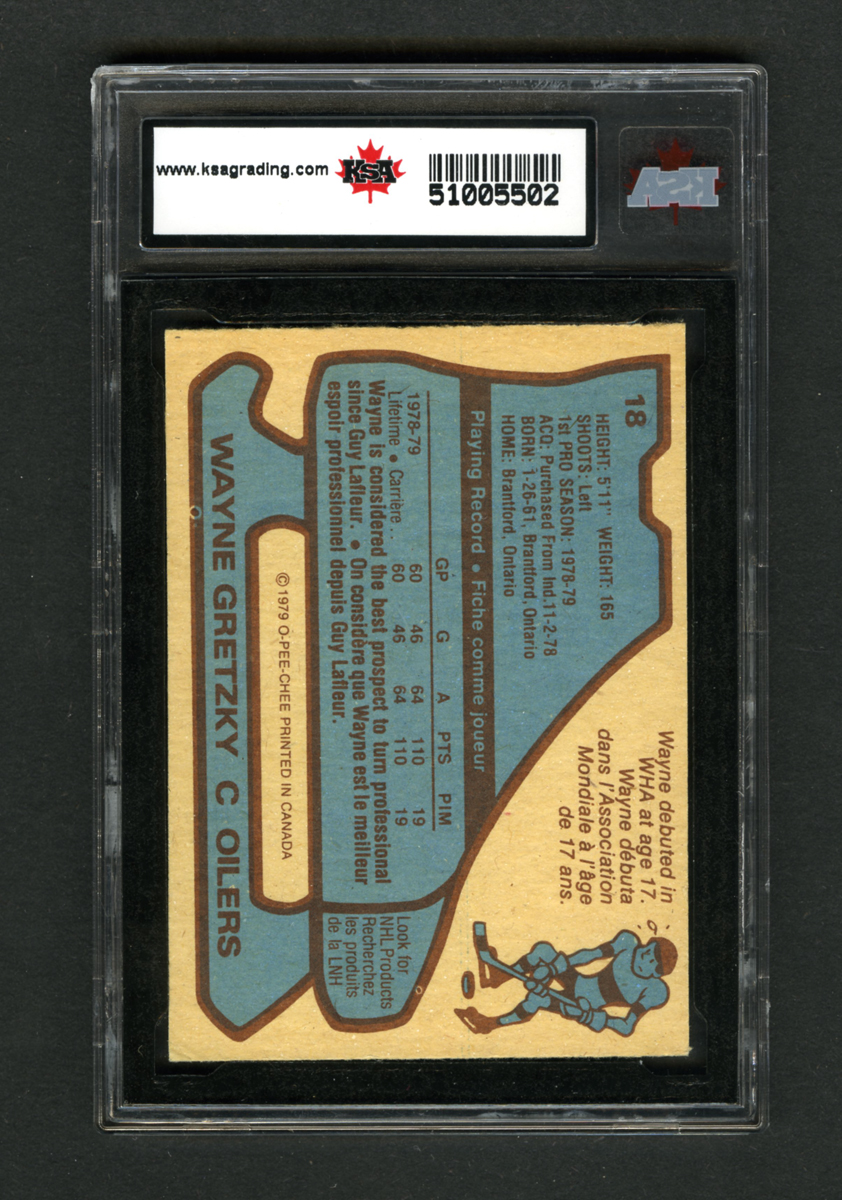 www.ksagrading.com
KSA
51005502
KSA
18
HEIGHT: 5'11" WEIGHT: 165
SHOOTS: Left
1st PRO SEASON: 1978-79
ACQ: Purchased From Ind. 11-2-78
BORN: 1-26-61, Brantford, Ontario
HOME: Brantford, Ontario
Wayne debuted in
WHA at age 17.
Wayne débuta
dans l'Association
Mondiale à l'âge
de 17 ans.
Playing Record • Fiche comme joueur
GP G A PTS PIM
1978-79 60 46 64 110 19
Lifetime • Carrière .. 60 46 64 110 19
Wayne is considered the best prospect to turn professional
since Guy Lafleur. • On considère que Wayne est le meilleur
espoir professionnel depuis Guy Lafleur.
Look for
NHL Products
Recherchez
les produits
de la LNH
© 1979 O-PEE-CHEE PRINTED IN CANADA
WAYNE GRETZKY C OILERS